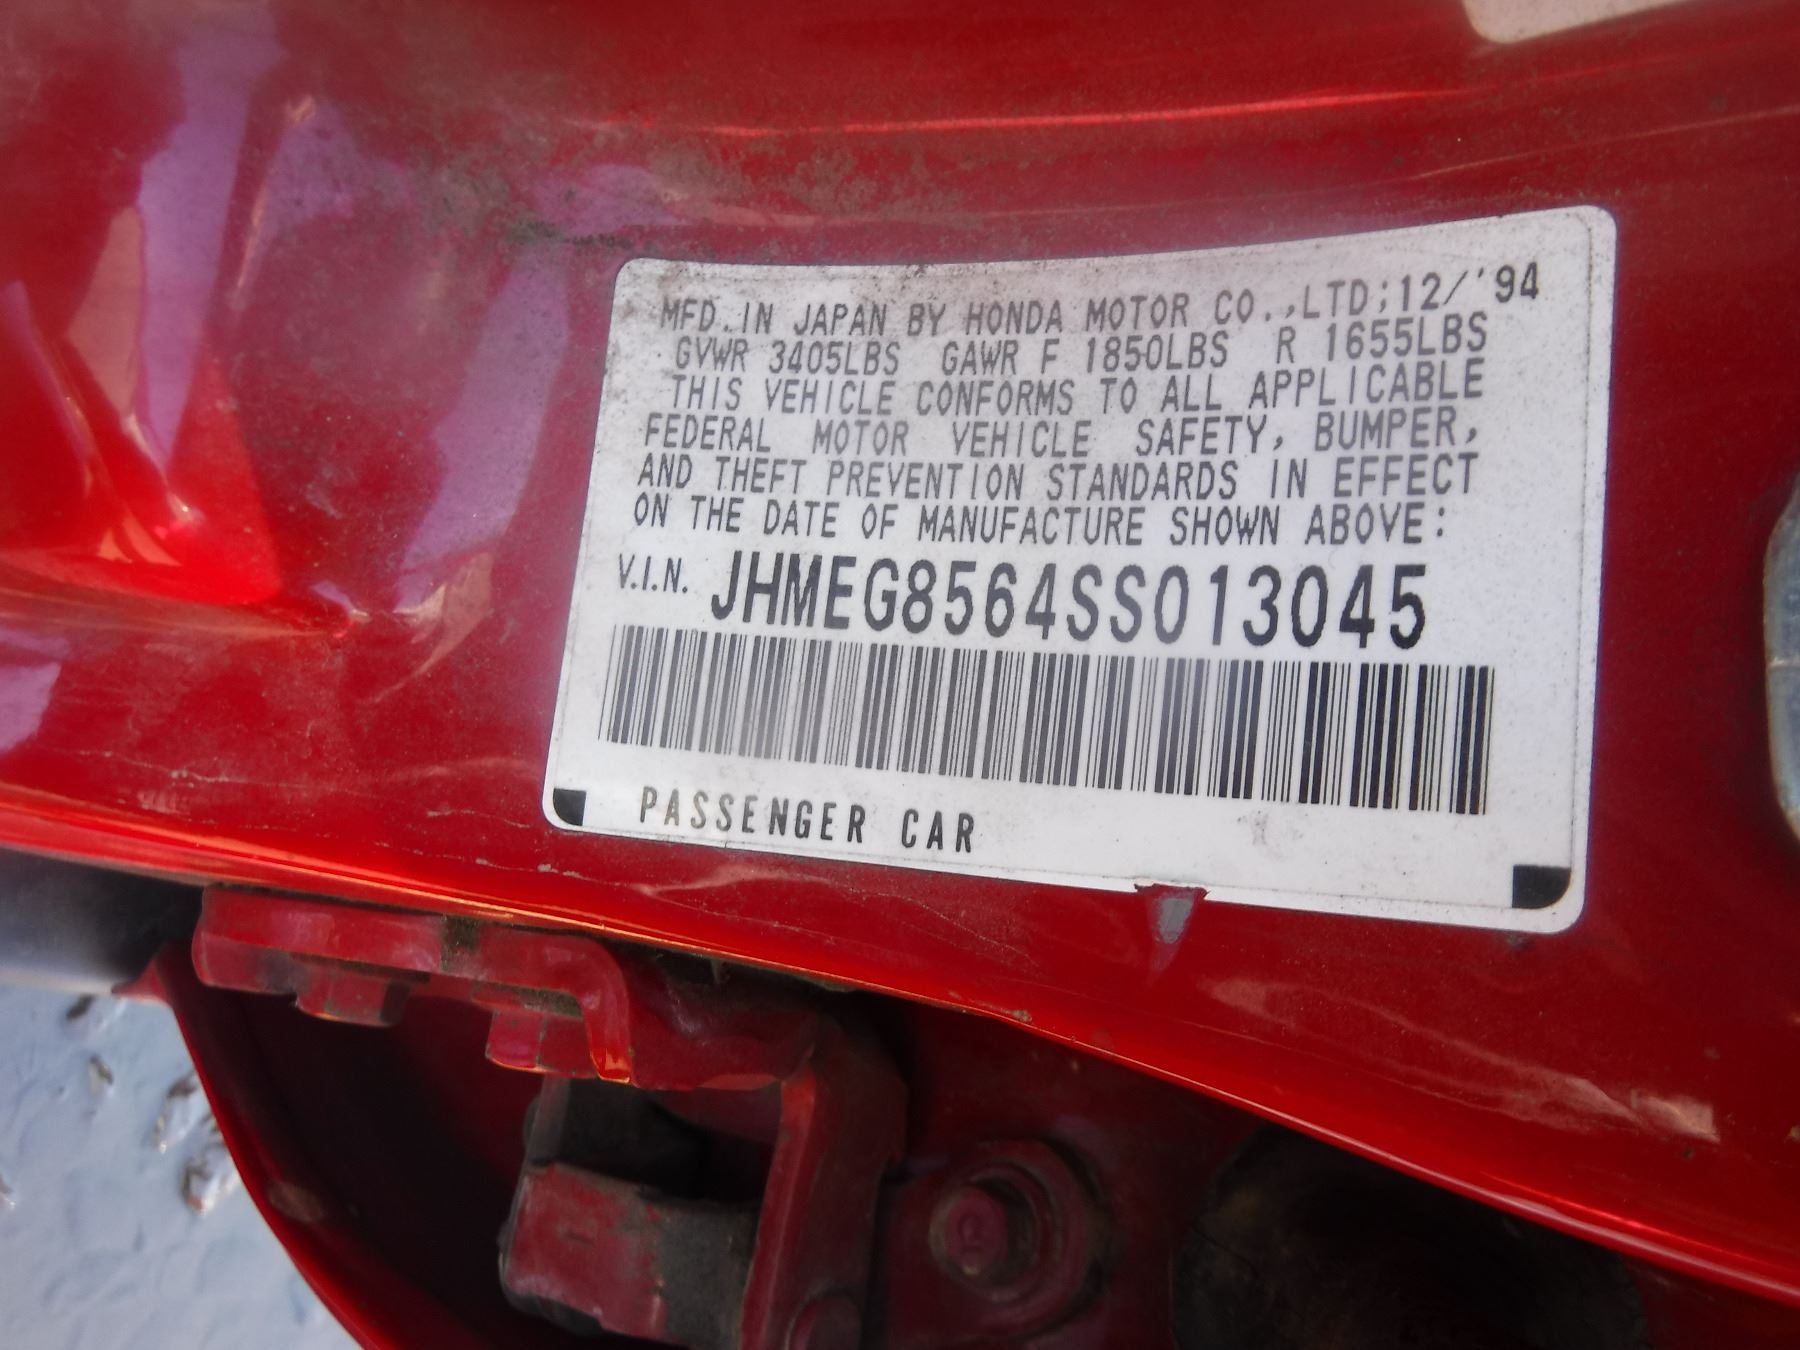 MFD. IN JAPAN BY HONDA MOTOR CO.,LTD;12/'94
GVWR 3405LBS GAWR F 1850LBS R 1655LBS
THIS VEHICLE CONFORMS TO ALL APPLICABLE
FEDERAL MOTOR VEHICLE SAFETY, BUMPER,
AND THEFT PREVENTION STANDARDS IN EFFECT
ON THE DATE OF MANUFACTURE SHOWN ABOVE:
V.I.N. JHMEG8564SS013045
PASSENGER CAR